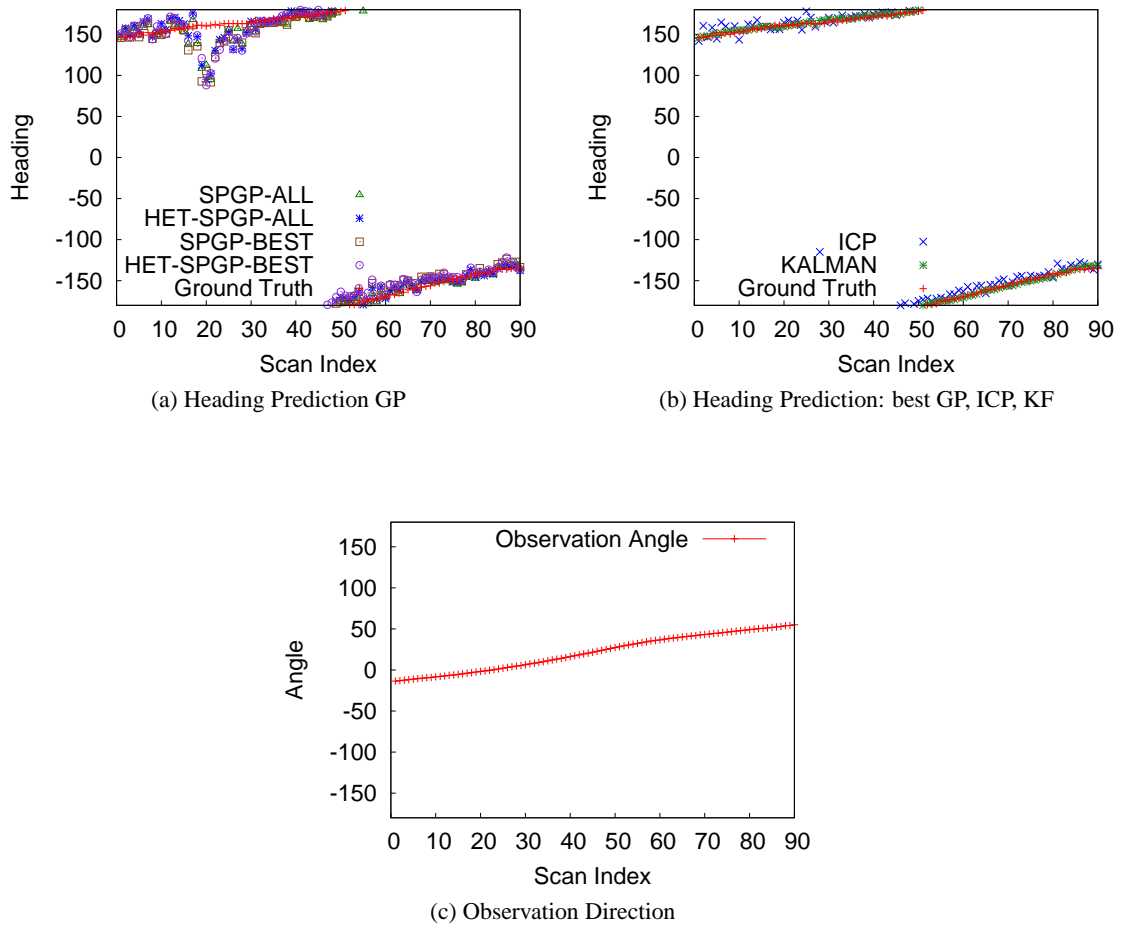 150
100
50
0
-50
-100
-150
Heading
SPGP-ALL
HET-SPGP-ALL
SPGP-BEST
HET-SPGP-BEST
Ground Truth
0 10 20 30 40 50 60 70 80 90
Scan Index
(a) Heading Prediction GP
150
100
50
0
-50
-100
-150
Heading
ICP
KALMAN
Ground Truth
0 10 20 30 40 50 60 70 80 90
Scan Index
(b) Heading Prediction: best GP, ICP, KF
150
100
50
0
-50
-100
-150
Angle
Observation Angle
0 10 20 30 40 50 60 70 80 90
Scan Index
(c) Observation Direction